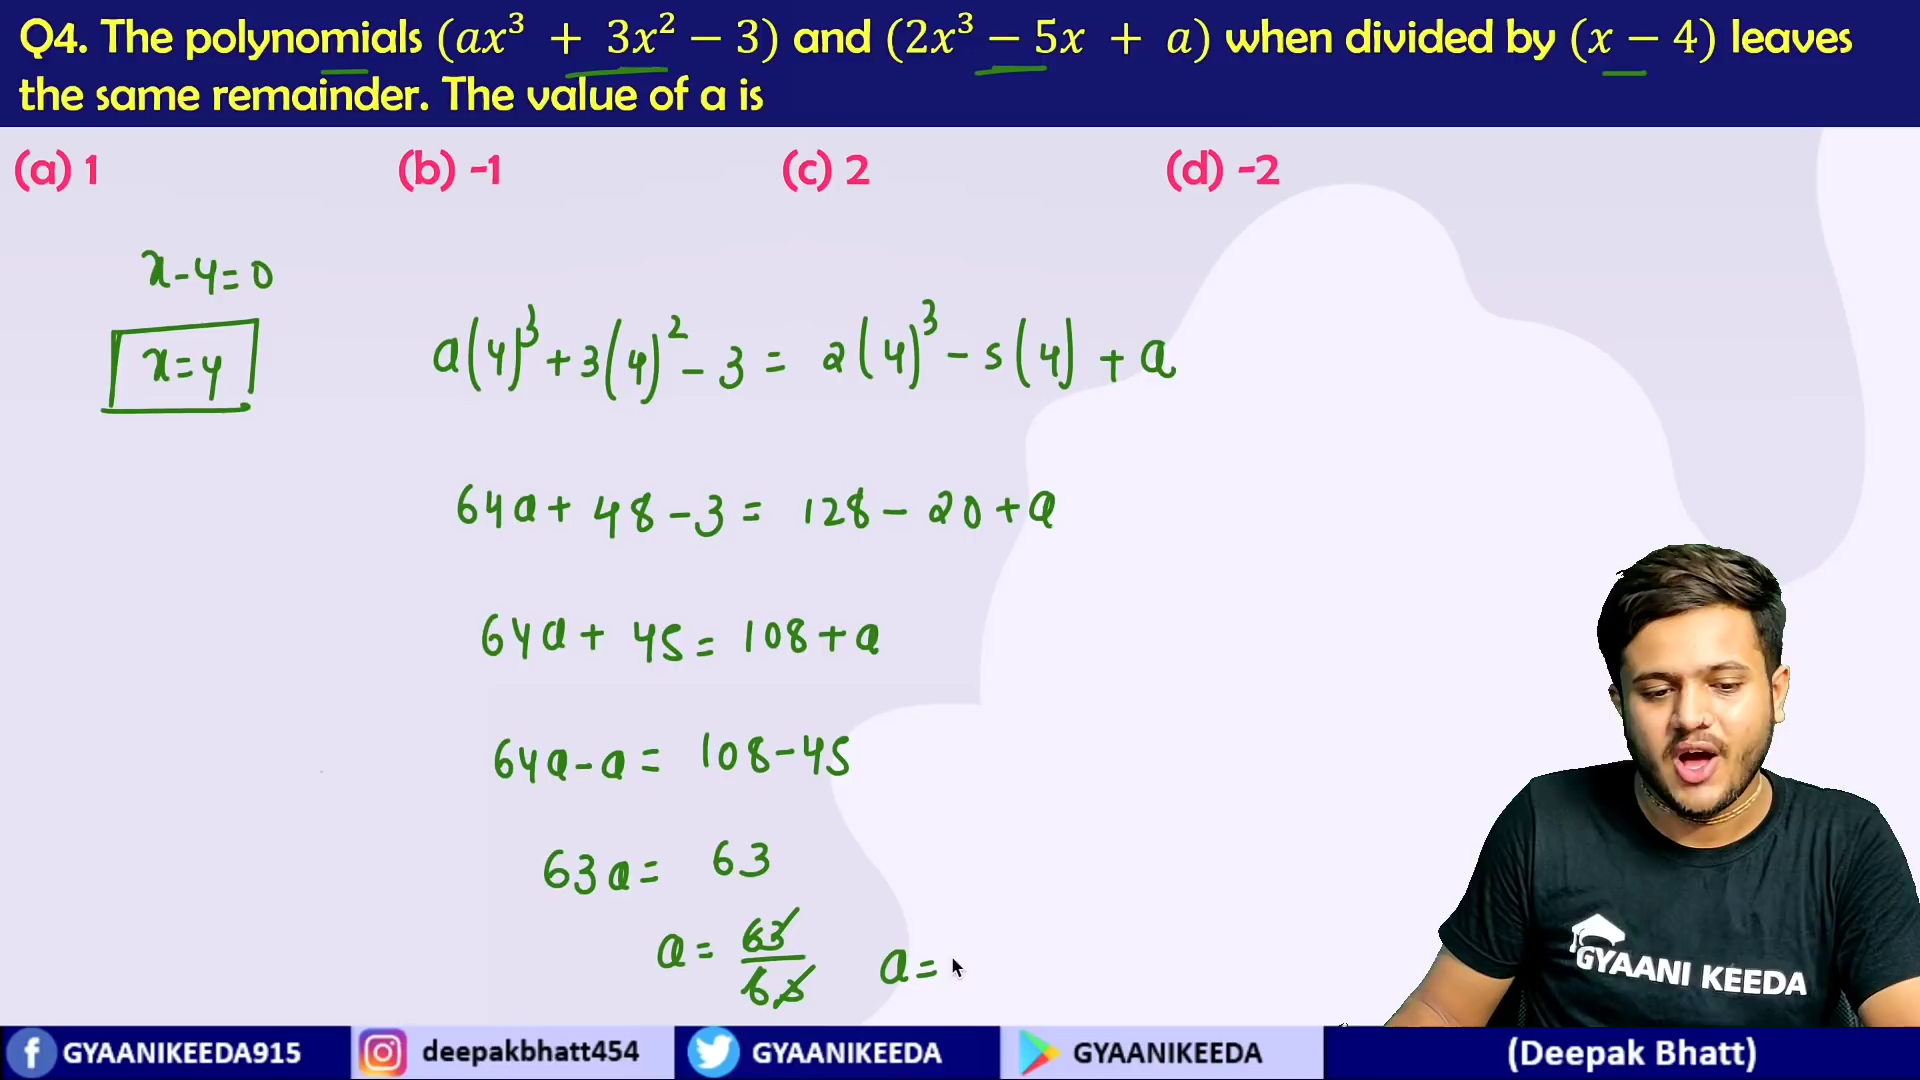 Q4. The polynomials (ax³ + 3x² − 3) and (2x³ − 5x + a) when divided by (x − 4) leaves
the same remainder. The value of a is
(a) 1 (b) -1 (c) 2 (d) -2
x-4=0
x=4
a(4)³+3(4)²-3 = 2(4)³-5(4)+a
64a+48-3=128-20+a
64a+45=108+a
64a-a=108-45
63a=63
a=63/63 a=
GYAANI KEEDA
GYAANIKEEDA915 deepakbhatt454 GYAANIKEEDA GYAANIKEEDA (Deepak Bhatt)